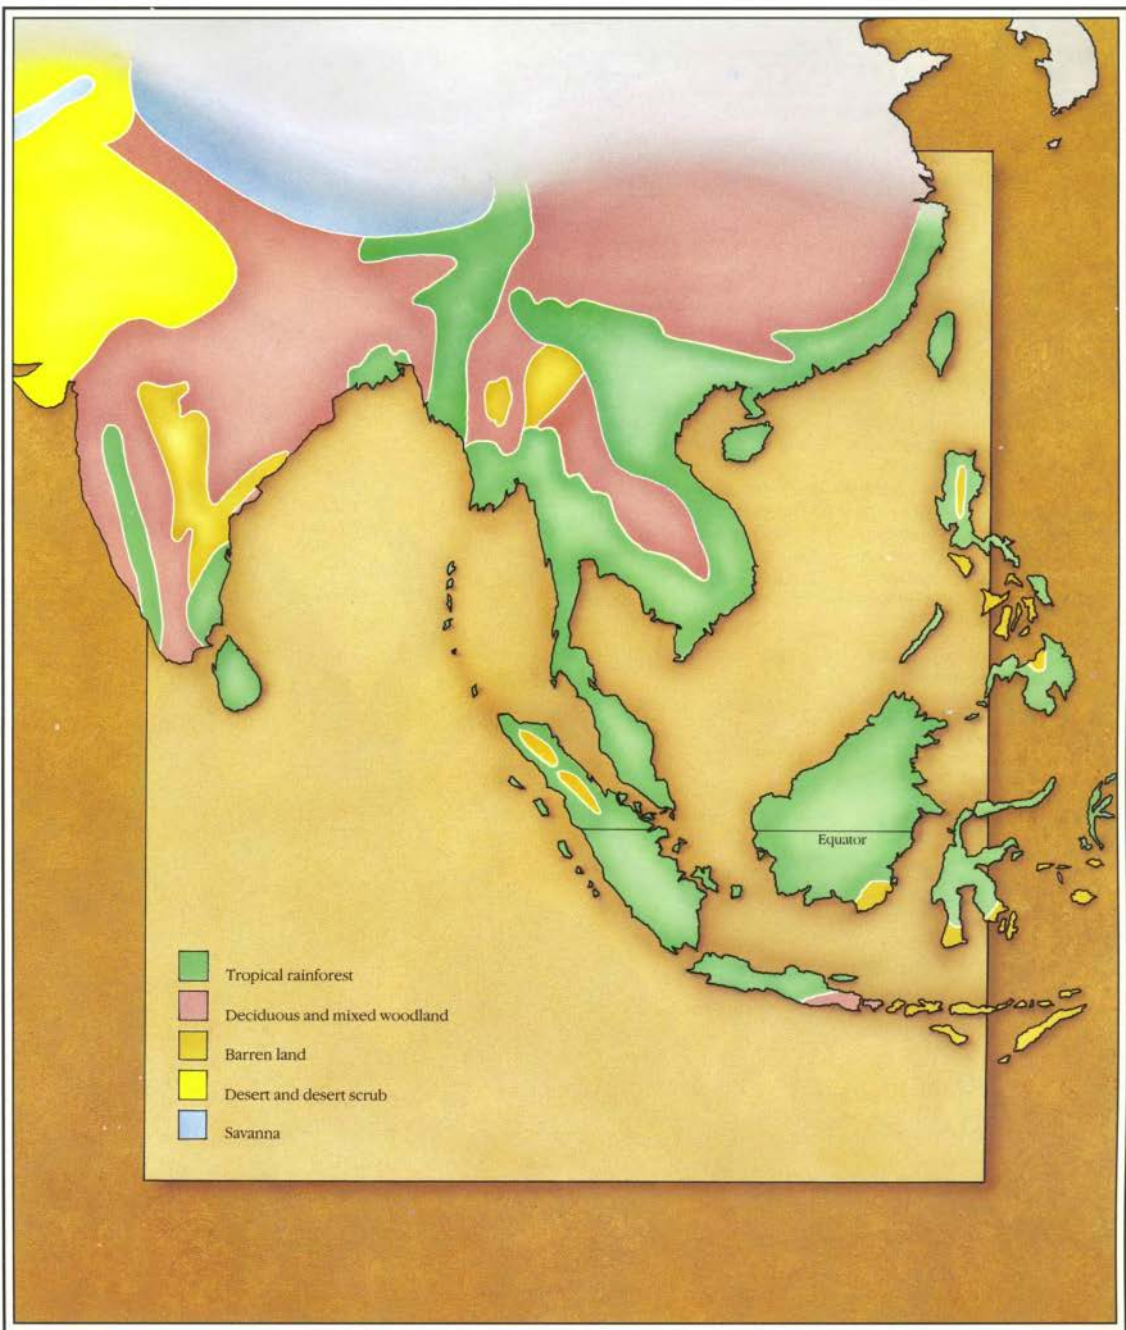 Equator
Tropical rainforest
Deciduous and mixed woodland
Barren land
Desert and desert scrub
Savanna